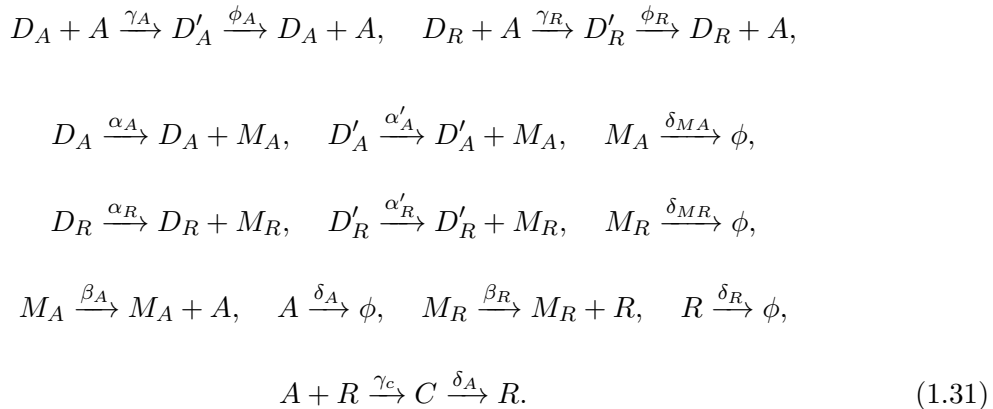 $D_A + A \xrightarrow{\gamma_A} D'_A \xrightarrow{\phi_A} D_A + A, \quad D_R + A \xrightarrow{\gamma_R} D'_R \xrightarrow{\phi_R} D_R + A,$
$D_A \xrightarrow{\alpha_A} D_A + M_A, \quad D'_A \xrightarrow{\alpha'_A} D'_A + M_A, \quad M_A \xrightarrow{\delta_{MA}} \phi,$
$D_R \xrightarrow{\alpha_R} D_R + M_R, \quad D'_R \xrightarrow{\alpha'_R} D'_R + M_R, \quad M_R \xrightarrow{\delta_{MR}} \phi,$
$M_A \xrightarrow{\beta_A} M_A + A, \quad A \xrightarrow{\delta_A} \phi, \quad M_R \xrightarrow{\beta_R} M_R + R, \quad R \xrightarrow{\delta_R} \phi,$
$A + R \xrightarrow{\gamma_c} C \xrightarrow{\delta_A} R.$ (1.31)